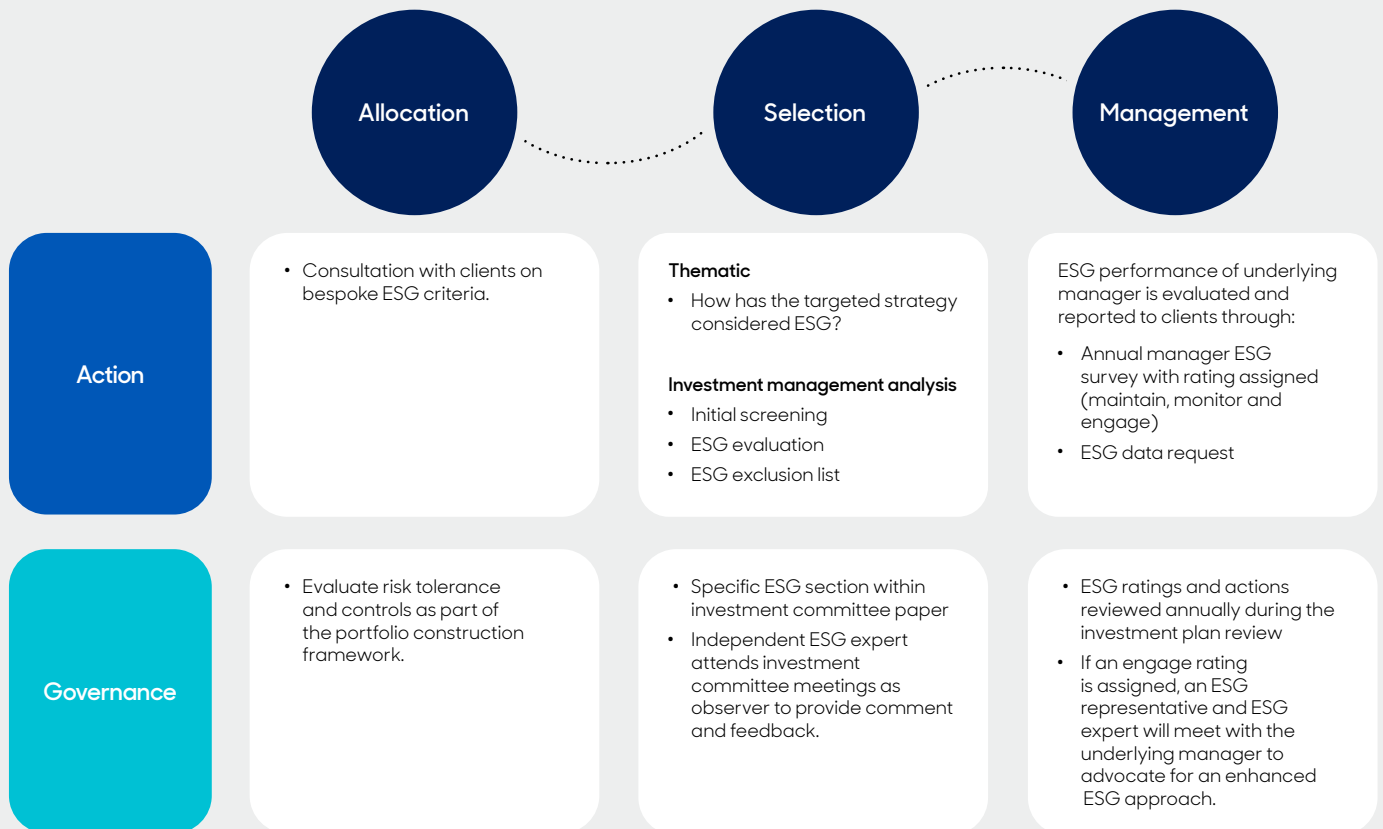 Allocation
Selection
Management
Action
• Consultation with clients on
bespoke ESG criteria.
Thematic
• How has the targeted strategy
considered ESG?
Investment management analysis
• Initial screening
• ESG evaluation
• ESG exclusion list
ESG performance of underlying
manager is evaluated and
reported to clients through:
• Annual manager ESG
survey with rating assigned
(maintain, monitor and
engage)
• ESG data request
Governance
• Evaluate risk tolerance
and controls as part of
the portfolio construction
framework.
• Specific ESG section within
investment committee paper
• Independent ESG expert
attends investment
committee meetings as
observer to provide comment
and feedback.
• ESG ratings and actions
reviewed annually during the
investment plan review
• If an engage rating
is assigned, an ESG
representative and ESG
expert will meet with the
underlying manager to
advocate for an enhanced
ESG approach.